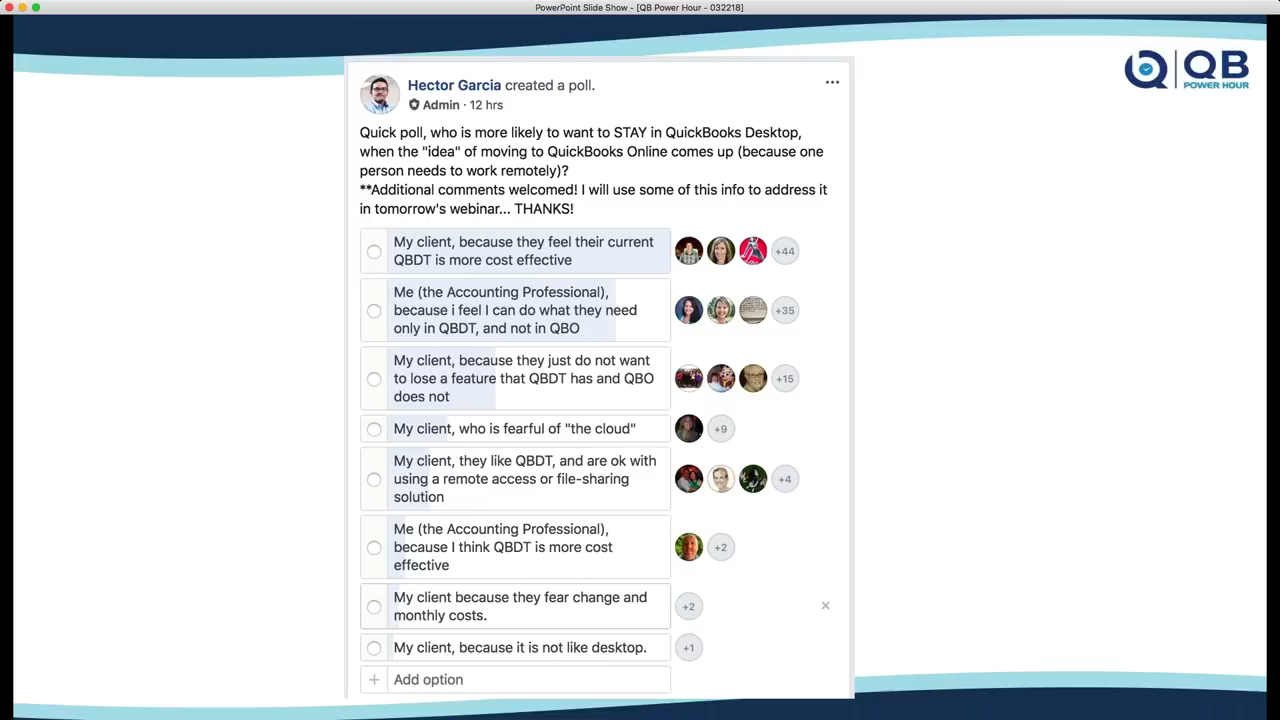 PowerPoint Slide Show - [QB Power Hour - 032218]
QB
POWER HOUR
Hector Garcia created a poll.
Admin · 12 hrs
Quick poll, who is more likely to want to STAY in QuickBooks Desktop,
when the "idea" of moving to QuickBooks Online comes up (because one
person needs to work remotely)?
**Additional comments welcomed! I will use some of this info to address it
in tomorrow's webinar... THANKS!
My client, because they feel their current
QBDT is more cost effective
+44
Me (the Accounting Professional),
because i feel I can do what they need
only in QBDT, and not in QBO
+35
My client, because they just do not want
to lose a feature that QBDT has and QBO
does not
+15
My client, who is fearful of "the cloud"
+9
My client, they like QBDT, and are ok with
using a remote access or file-sharing
solution
+4
Me (the Accounting Professional),
because I think QBDT is more cost
effective
+2
My client because they fear change and
monthly costs.
+2
My client, because it is not like desktop.
+1
+ Add option